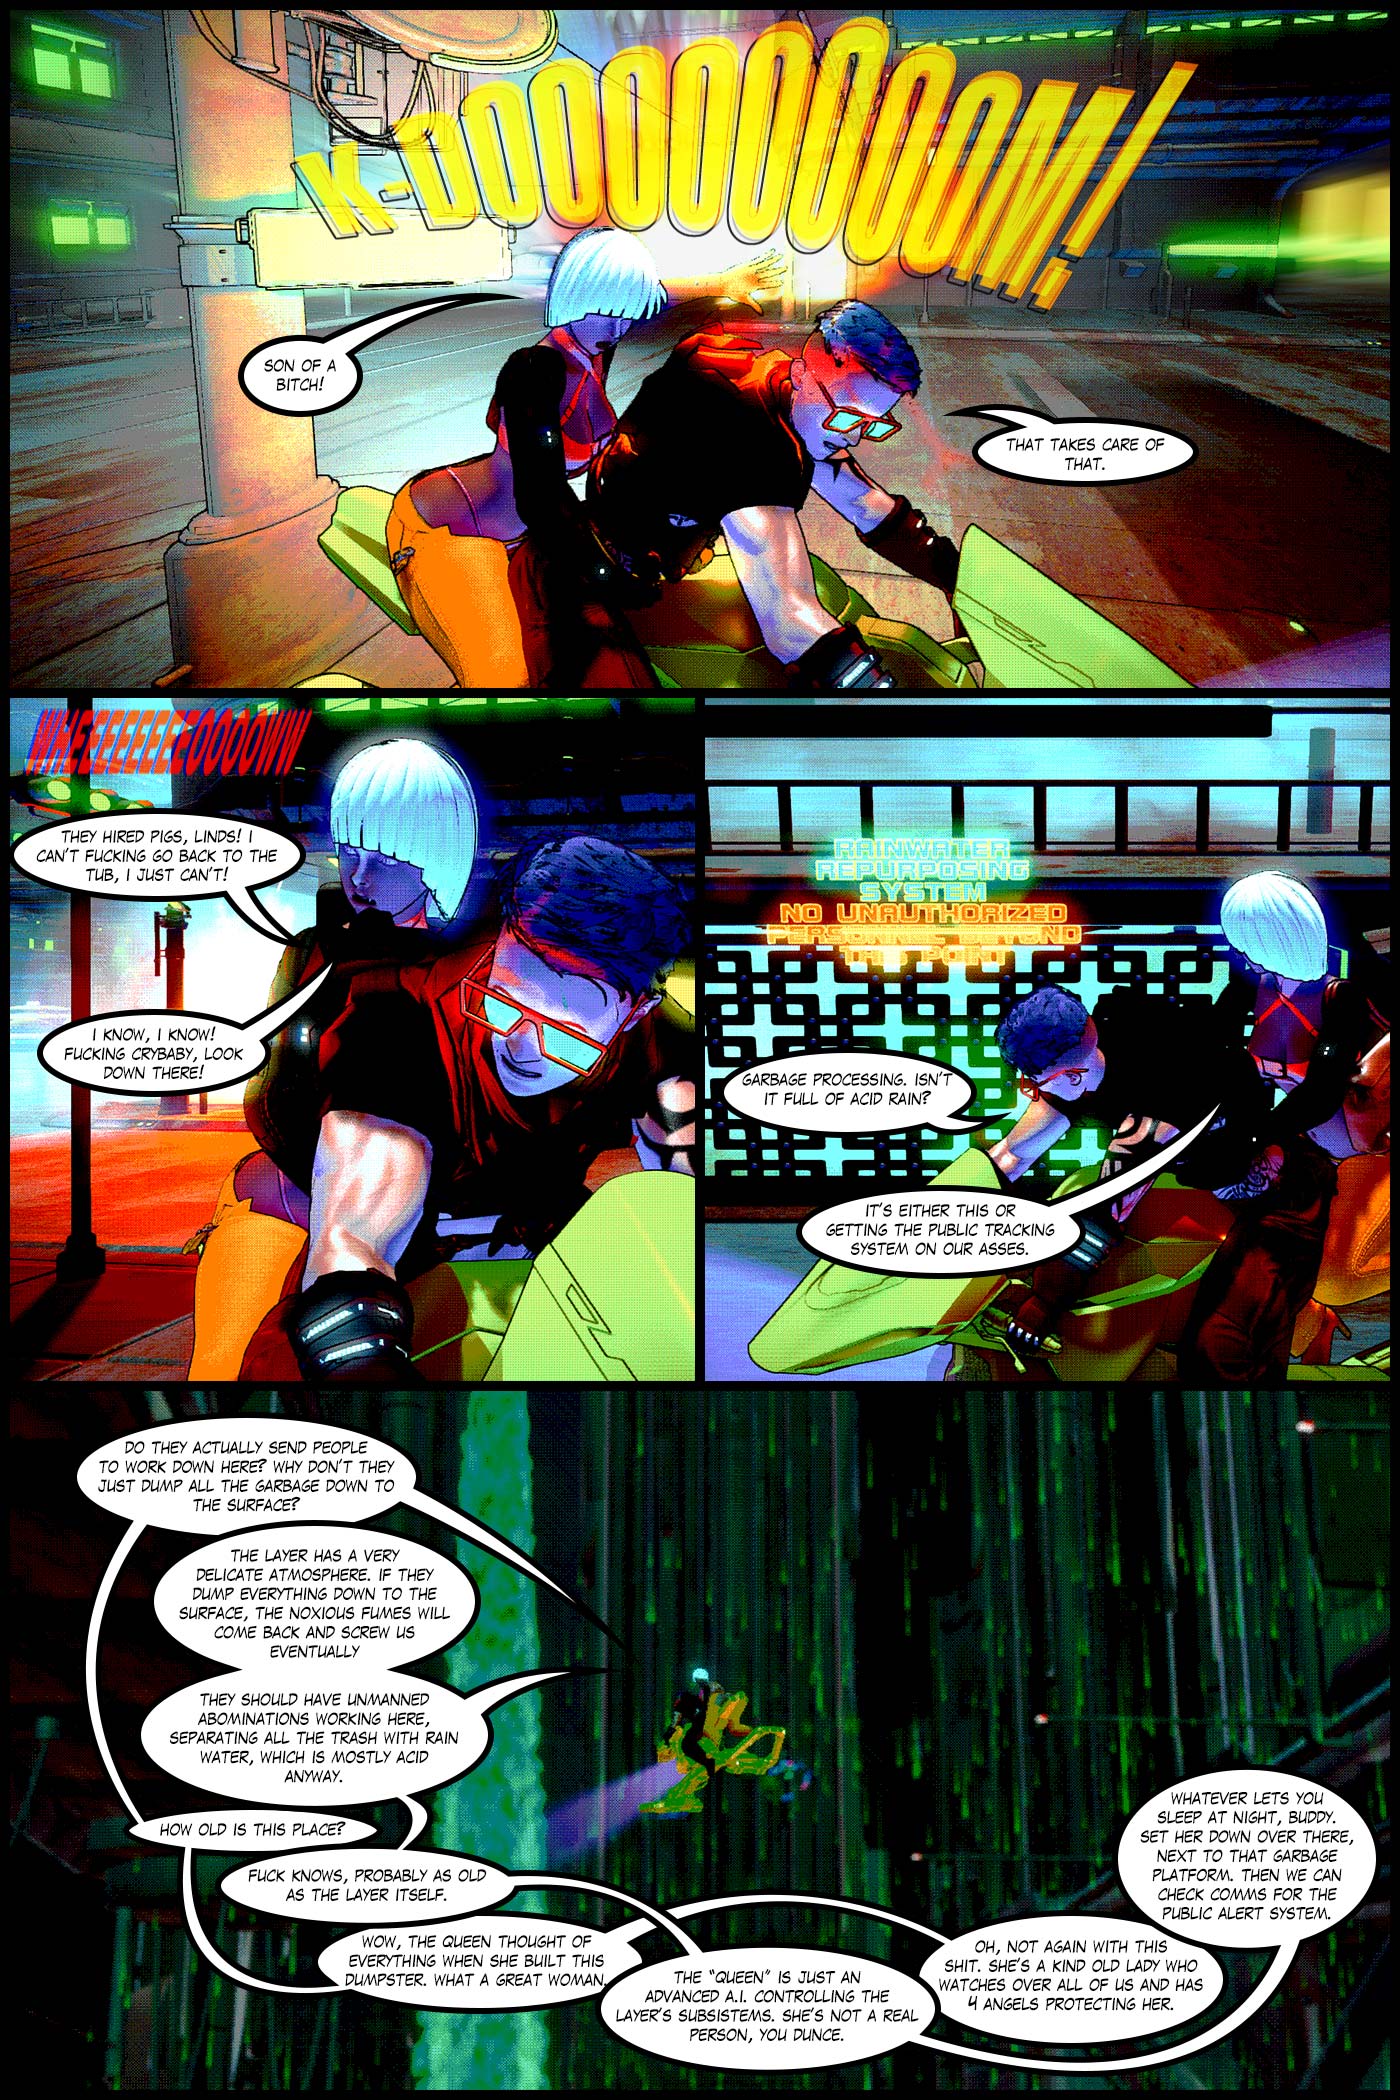 K-DOOOOOOOOOOM!
SON OF A
BITCH!
THAT TAKES CARE OF
THAT.
WHEEEEEEEEOOOOWW
THEY HIRED PIGS, LINDS! I
CAN'T FUCKING GO BACK TO THE
TUB, I JUST CAN'T!
I KNOW, I KNOW!
FUCKING CRYBABY, LOOK
DOWN THERE!
RAINWATER
REPURPOSING
SYSTEM
NO UNAUTHORIZED
PERSONNEL BEYOND
THIS POINT
GARBAGE PROCESSING. ISN'T
IT FULL OF ACID RAIN?
IT'S EITHER THIS OR
GETTING THE PUBLIC TRACKING
SYSTEM ON OUR ASSES.
DO THEY ACTUALLY SEND PEOPLE
TO WORK DOWN HERE? WHY DON'T THEY
JUST DUMP ALL THE GARBAGE DOWN TO
THE SURFACE?
THE LAYER HAS A VERY
DELICATE ATMOSPHERE. IF THEY
DUMP EVERYTHING DOWN TO THE
SURFACE, THE NOXIOUS FUMES WILL
COME BACK AND SCREW US
EVENTUALLY
THEY SHOULD HAVE UNMANNED
ABOMINATIONS WORKING HERE,
SEPARATING ALL THE TRASH WITH RAIN
WATER, WHICH IS MOSTLY ACID
ANYWAY.
HOW OLD IS THIS PLACE?
FUCK KNOWS, PROBABLY AS OLD
AS THE LAYER ITSELF.
WOW, THE QUEEN THOUGHT OF
EVERYTHING WHEN SHE BUILT THIS
DUMPSTER. WHAT A GREAT WOMAN.
THE "QUEEN" IS JUST AN
ADVANCED A.I. CONTROLLING THE
LAYER'S SUBSISTEMS. SHE'S NOT A REAL
PERSON, YOU DUNCE.
OH, NOT AGAIN WITH THIS
SHIT. SHE'S A KIND OLD LADY WHO
WATCHES OVER ALL OF US AND HAS
4 ANGELS PROTECTING HER.
WHATEVER LETS YOU
SLEEP AT NIGHT, BUDDY.
SET HER DOWN OVER THERE,
NEXT TO THAT GARBAGE
PLATFORM. THEN WE CAN
CHECK COMMS FOR THE
PUBLIC ALERT SYSTEM.